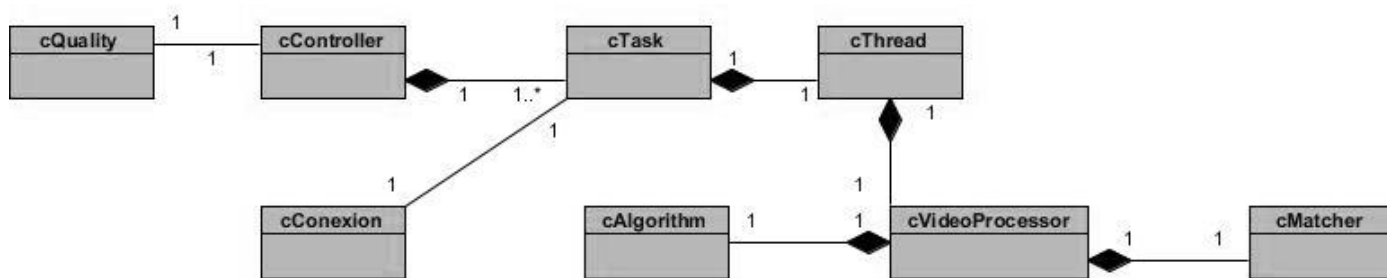 cQuality
1
1
cController
1
1..*
cTask
1
1
cThread
1
1
1
1
cConexion
cAlgorithm
1
1
cVideoProcessor
1
1
cMatcher